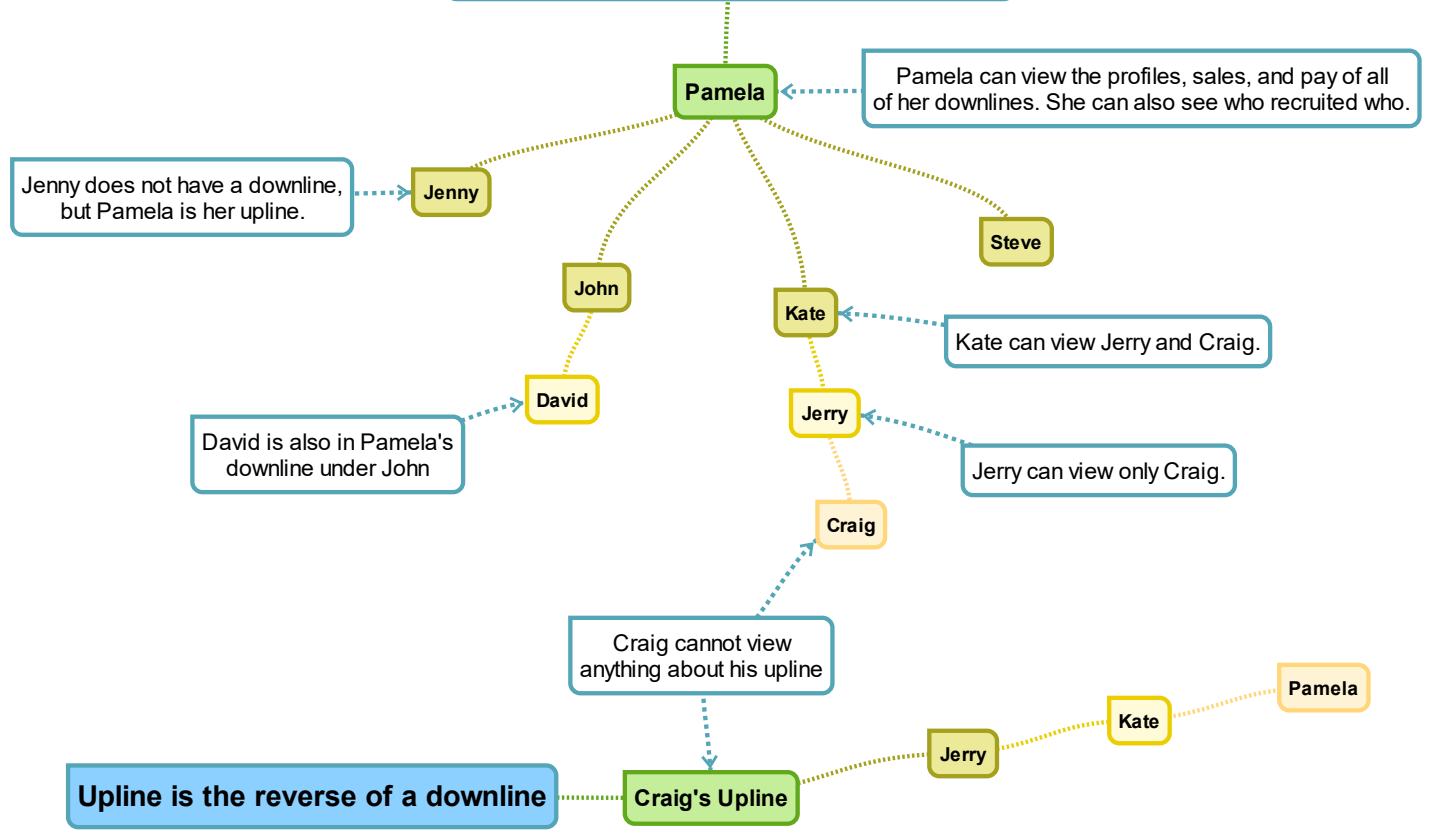 Pamela
Pamela can view the profiles, sales, and pay of all
of her downlines. She can also see who recruited who.
Jenny does not have a downline,
but Pamela is her upline.
Jenny
Steve
John
Kate
Kate can view Jerry and Craig.
David
Jerry
David is also in Pamela's
downline under John
Jerry can view only Craig.
Craig
Craig cannot view
anything about his upline
Pamela
Kate
Jerry
Upline is the reverse of a downline
Craig's Upline